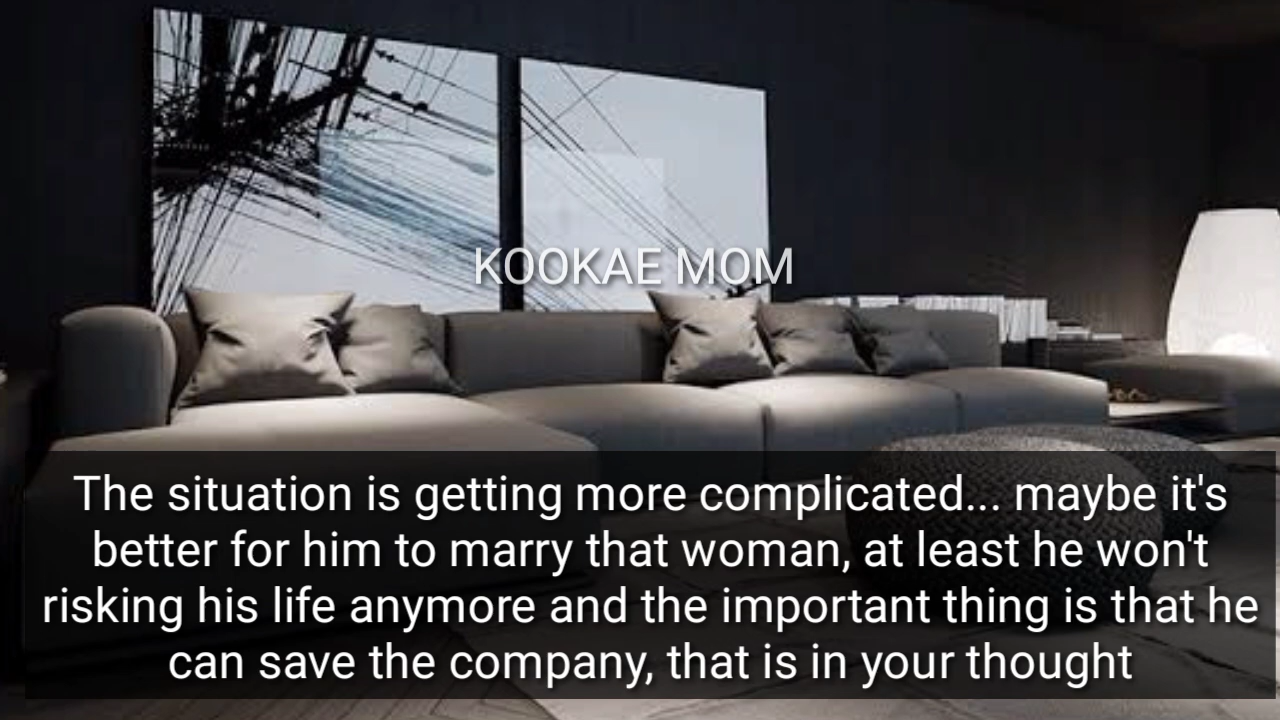 KOOKAE MOM
The situation is getting more complicated... maybe it's
better for him to marry that woman, at least he won't
risking his life anymore and the important thing is that he
can save the company, that is in your thought